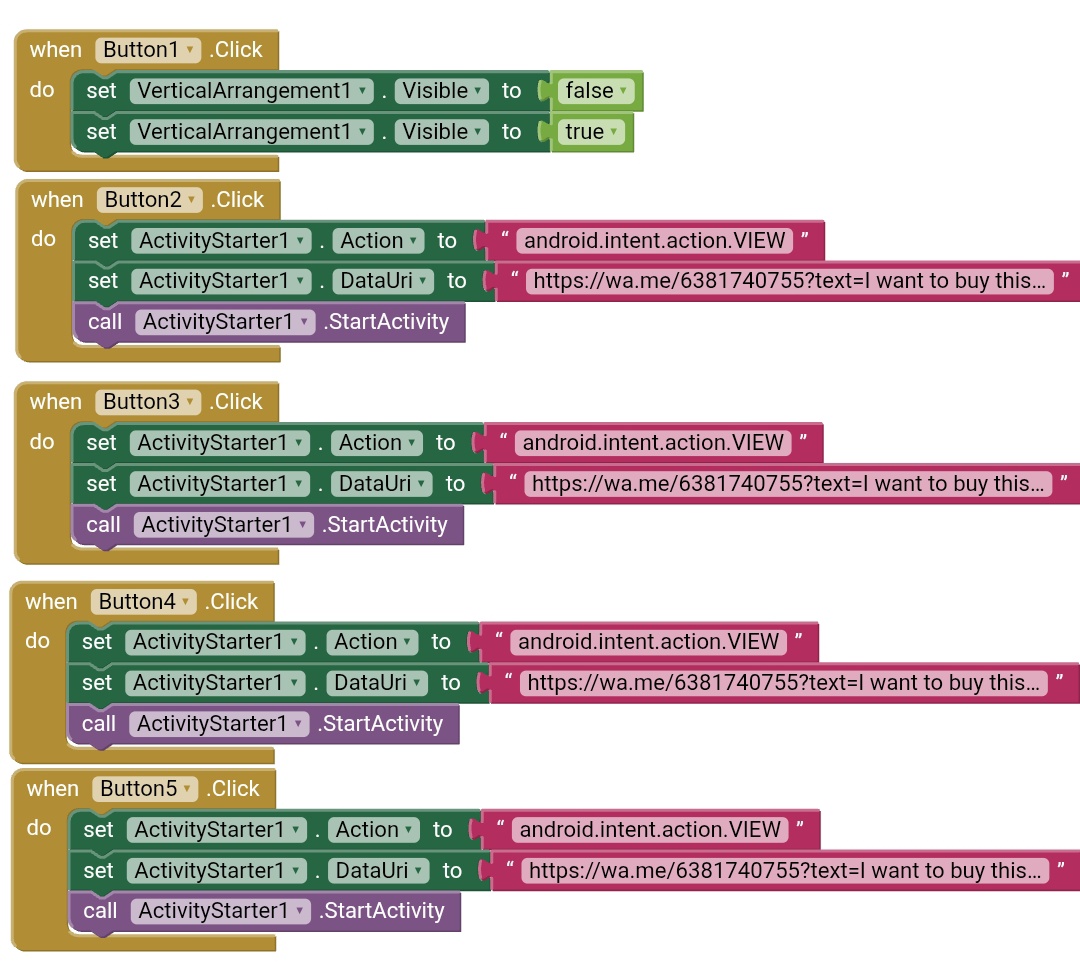 when Button1 .Click
do set VerticalArrangement1 . Visible to false
set VerticalArrangement1 . Visible to true
when Button2 .Click
do set ActivityStarter1 . Action to “ android.intent.action.VIEW ”
set ActivityStarter1 . DataUri to “ https://wa.me/6381740755?text=I want to buy this... ”
call ActivityStarter1 .StartActivity
when Button3 .Click
do set ActivityStarter1 . Action to “ android.intent.action.VIEW ”
set ActivityStarter1 . DataUri to “ https://wa.me/6381740755?text=I want to buy this... ”
call ActivityStarter1 .StartActivity
when Button4 .Click
do set ActivityStarter1 . Action to “ android.intent.action.VIEW ”
set ActivityStarter1 . DataUri to “ https://wa.me/6381740755?text=I want to buy this... ”
call ActivityStarter1 .StartActivity
when Button5 .Click
do set ActivityStarter1 . Action to “ android.intent.action.VIEW ”
set ActivityStarter1 . DataUri to “ https://wa.me/6381740755?text=I want to buy this... ”
call ActivityStarter1 .StartActivity